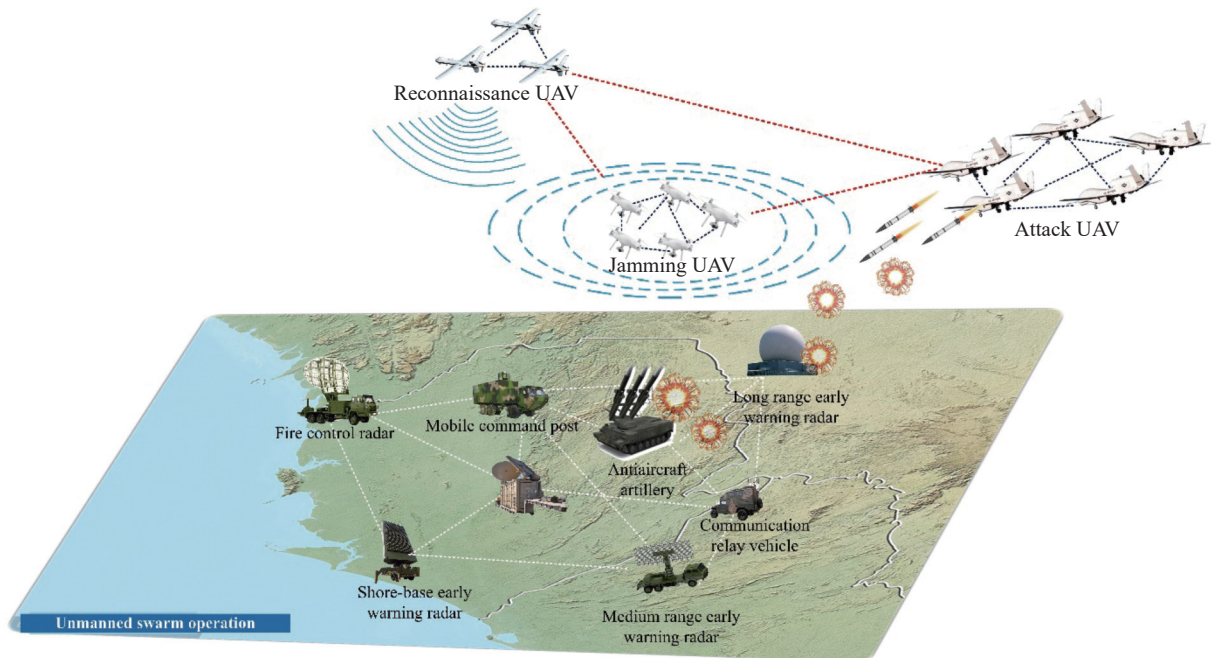 Reconnaissance UAV
Attack UAV
Jamming UAV
Long range early
warning radar
Fire control radar
Mobile command post
Antiaircraft
artillery
Communication
relay vehicle
Shore-base early
warning radar
Medium range early
warning radar
Unmanned swarm operation